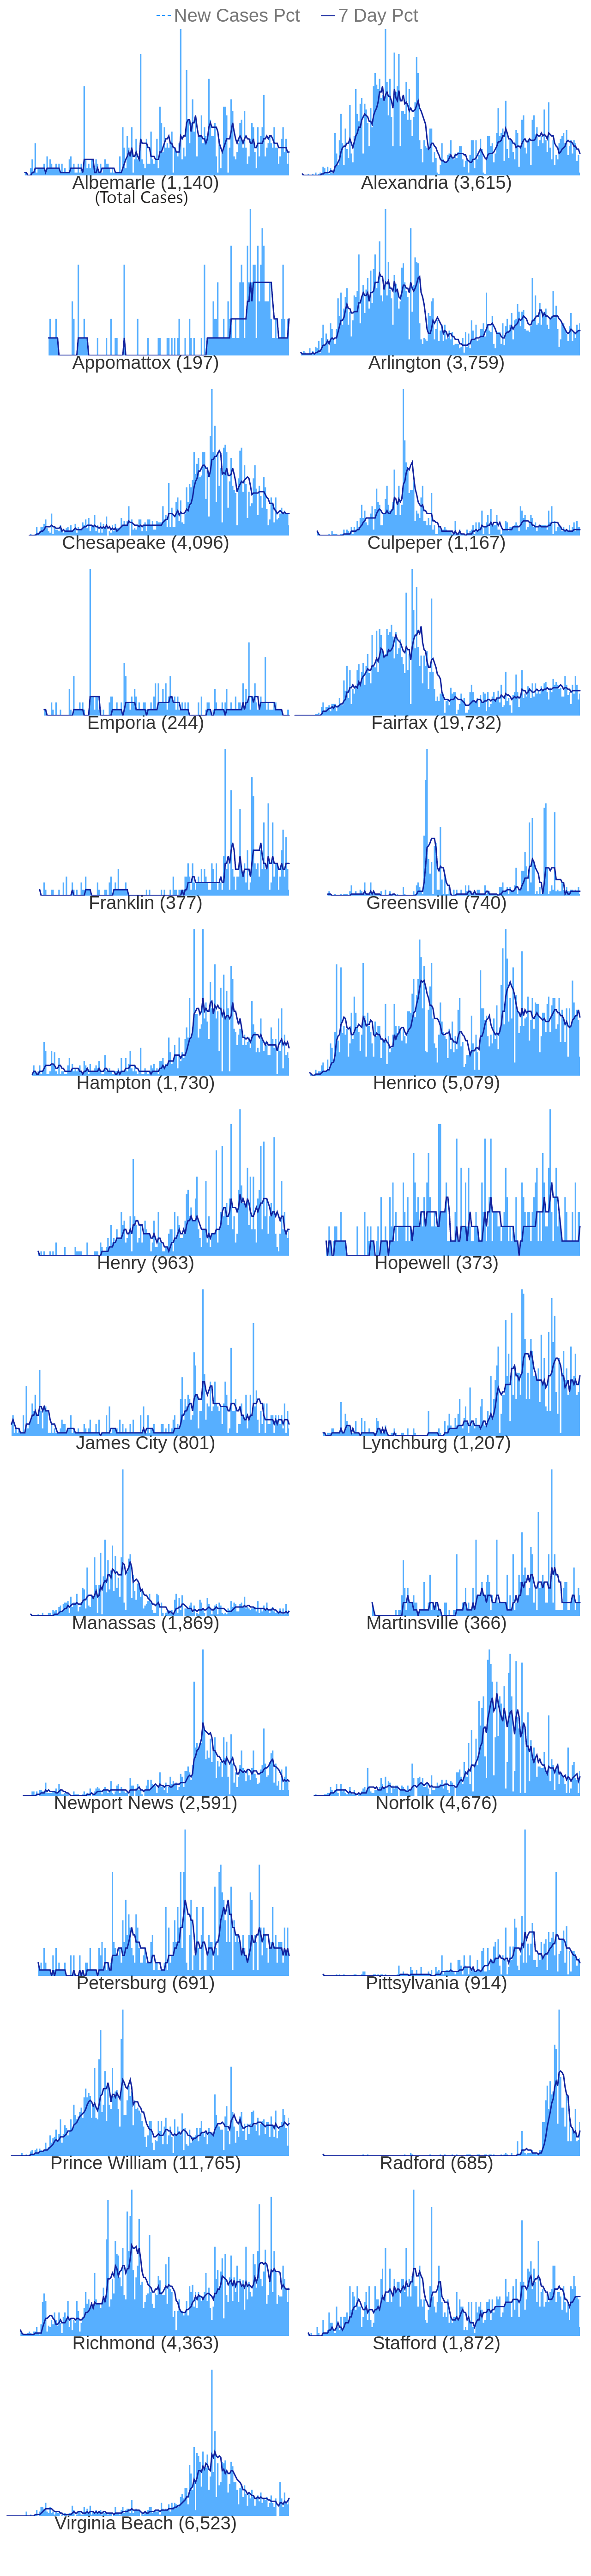 New Cases Pct 7 Day Pct
Albemarle (1,140) Alexandria (3,615)
(Total Cases)
Appomattox (197) Arlington (3,759)
Chesapeake (4,096) Culpeper (1,167)
Emporia (244) Fairfax (19,732)
Franklin (377) Greensville (740)
Hampton (1,730) Henrico (5,079)
Henry (963) Hopewell (373)
James City (801) Lynchburg (1,207)
Manassas (1,869) Martinsville (366)
Newport News (2,591) Norfolk (4,676)
Petersburg (691) Pittsylvania (914)
Prince William (11,765) Radford (685)
Richmond (4,363) Stafford (1,872)
Virginia Beach (6,523)